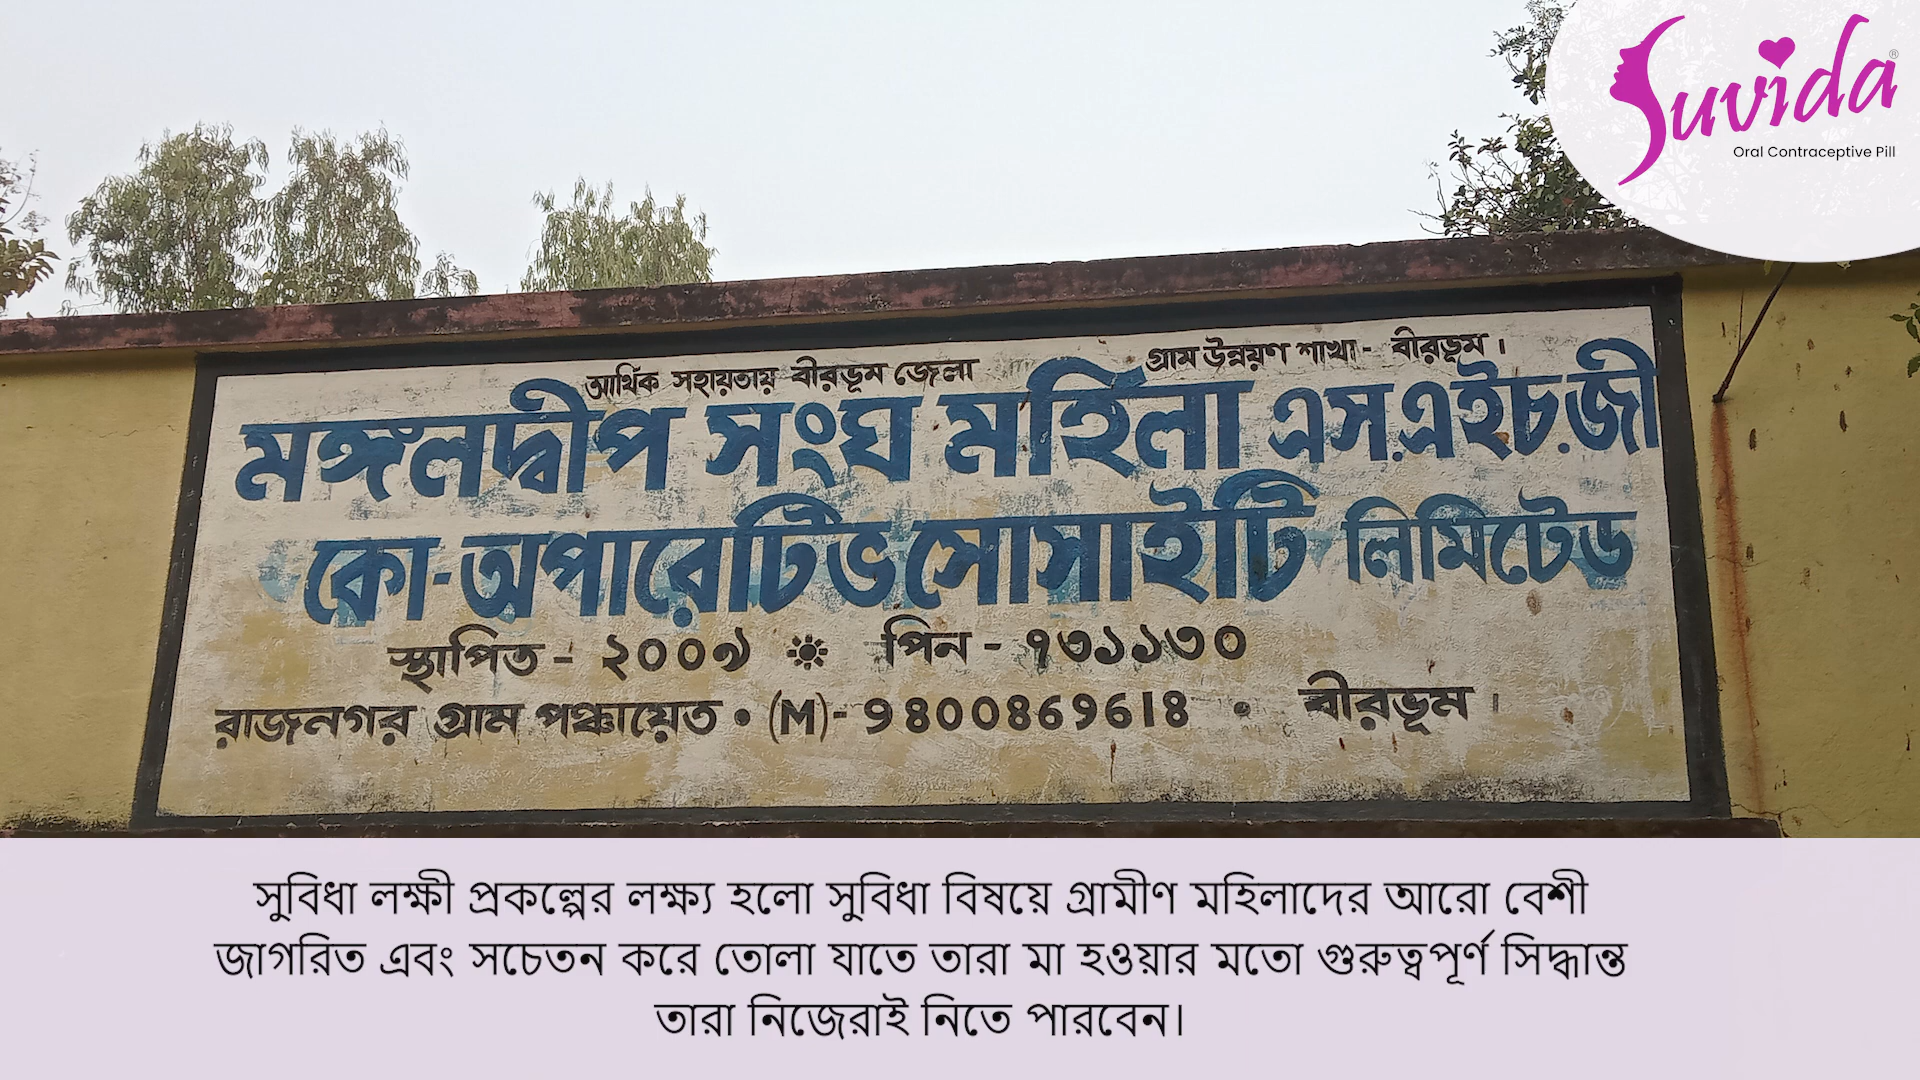 Suvida®
Oral Contraceptive Pill
আর্থিক সহায়তায় বীরভূম জেলা গ্রাম উন্নয়ণ শাখা - বীরভূম।
মঙ্গলদ্বীপ সংঘ মহিলা এস.এইচ.জী
কো-অপারেটিভ সোসাইটি লিমিটেড
স্থাপিত - ২০০৯ ☼ পিন - ৭৩১১৩০
রাজনগর গ্রাম পঞ্চায়েত • (M)- 9800869618 • বীরভূম।
সুবিধা লক্ষী প্রকল্পের লক্ষ্য হলো সুবিধা বিষয়ে গ্রামীণ মহিলাদের আরো বেশী
জাগরিত এবং সচেতন করে তোলা যাতে তারা মা হওয়ার মতো গুরুত্বপূর্ণ সিদ্ধান্ত
তারা নিজেরাই নিতে পারবেন।